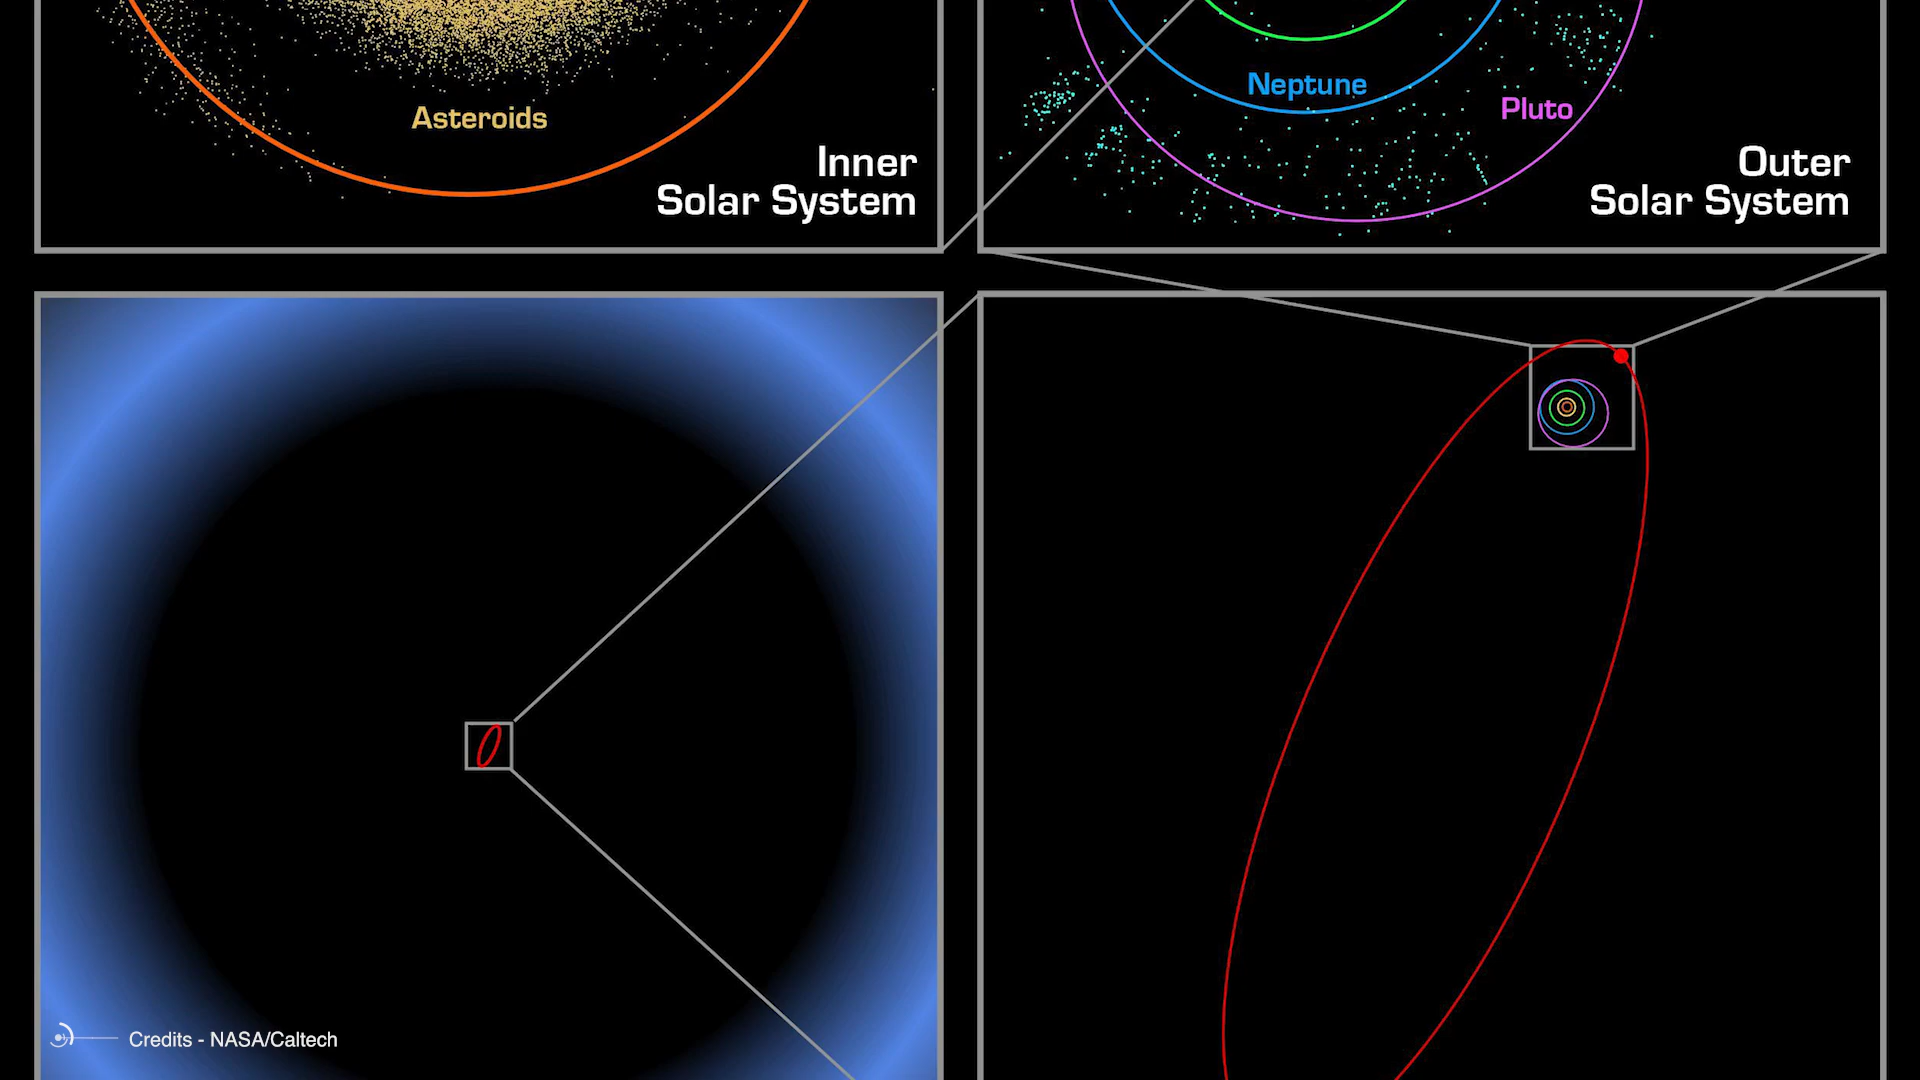 Asteroids
Inner
Solar System
Neptune
Pluto
Outer
Solar System
Credits - NASA/Caltech